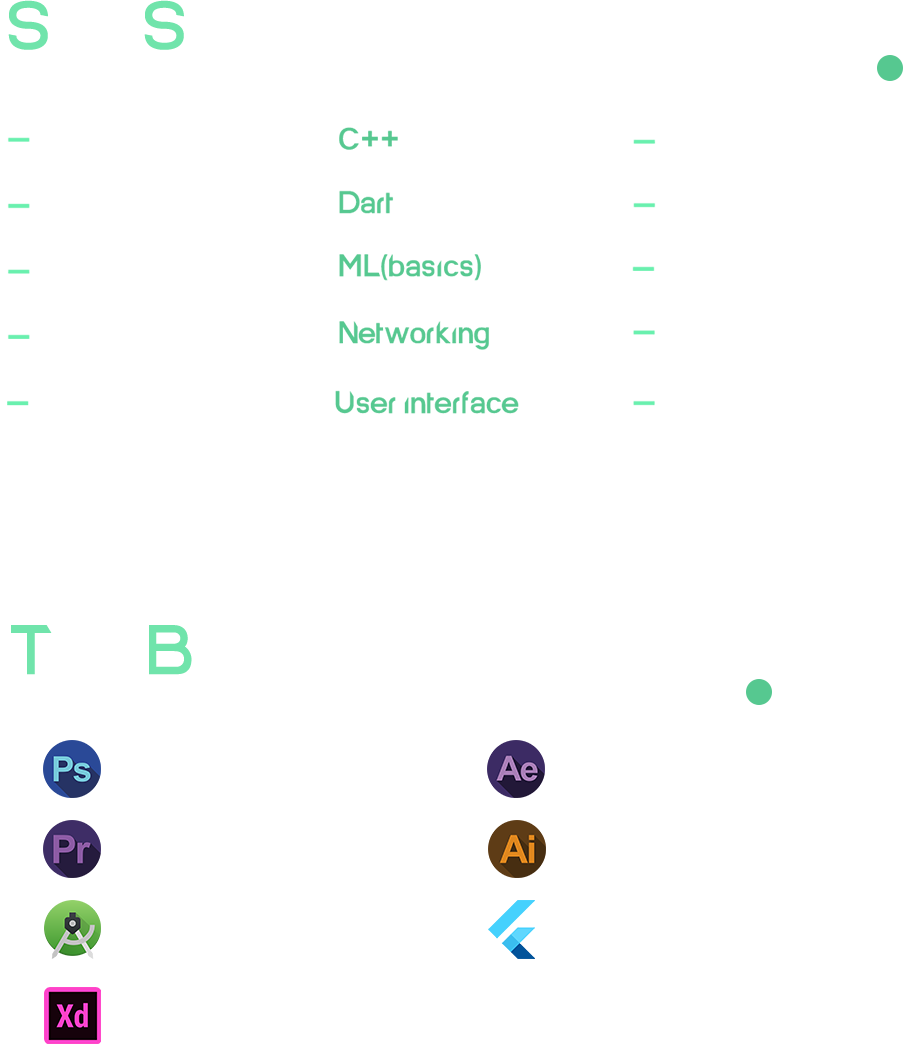 S S
C++
Dart
ML(basics)
Networking
User interface
T B
Ps Ae
Pr Ai
Xd